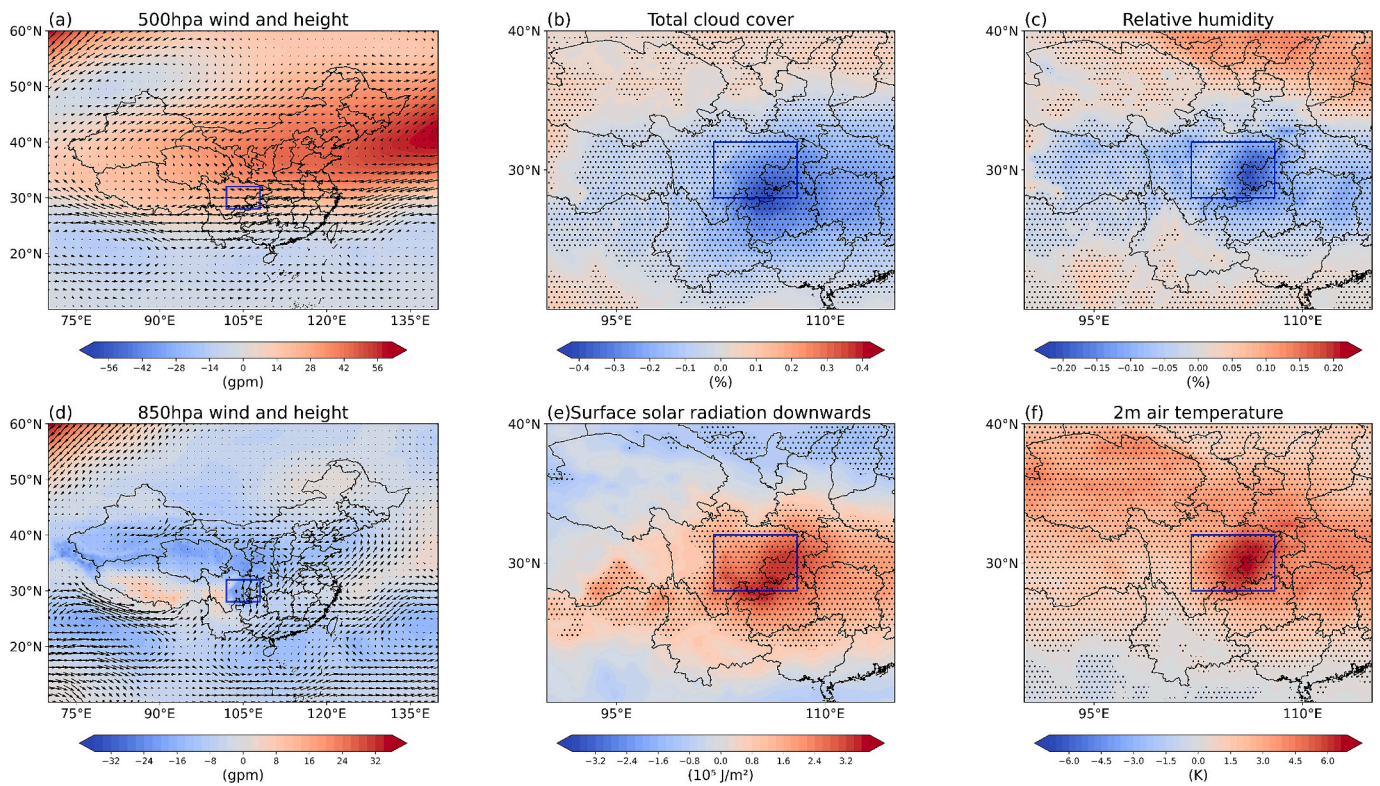 (a) 500hpa wind and height
60°N
50°N
40°N
30°N
20°N
75°E 90°E 105°E 120°E 135°E
−56 −42 −28 −14 0 14 28 42 56
(gpm)
(b) Total cloud cover
40°N
30°N
95°E 110°E
−0.4 −0.3 −0.2 −0.1 0.0 0.1 0.2 0.3 0.4
(%)
(c) Relative humidity
40°N
30°N
95°E 110°E
−0.20 −0.15 −0.10 −0.05 0.00 0.05 0.10 0.15 0.20
(%)
(d) 850hpa wind and height
60°N
50°N
40°N
30°N
20°N
75°E 90°E 105°E 120°E 135°E
−32 −24 −16 −8 0 8 16 24 32
(gpm)
(e)Surface solar radiation downwards
40°N
30°N
95°E 110°E
−3.2 −2.4 −1.6 −0.8 0.0 0.8 1.6 2.4 3.2
(10⁵ J/m²)
(f) 2m air temperature
40°N
30°N
95°E 110°E
−6.0 −4.5 −3.0 −1.5 0.0 1.5 3.0 4.5 6.0
(K)